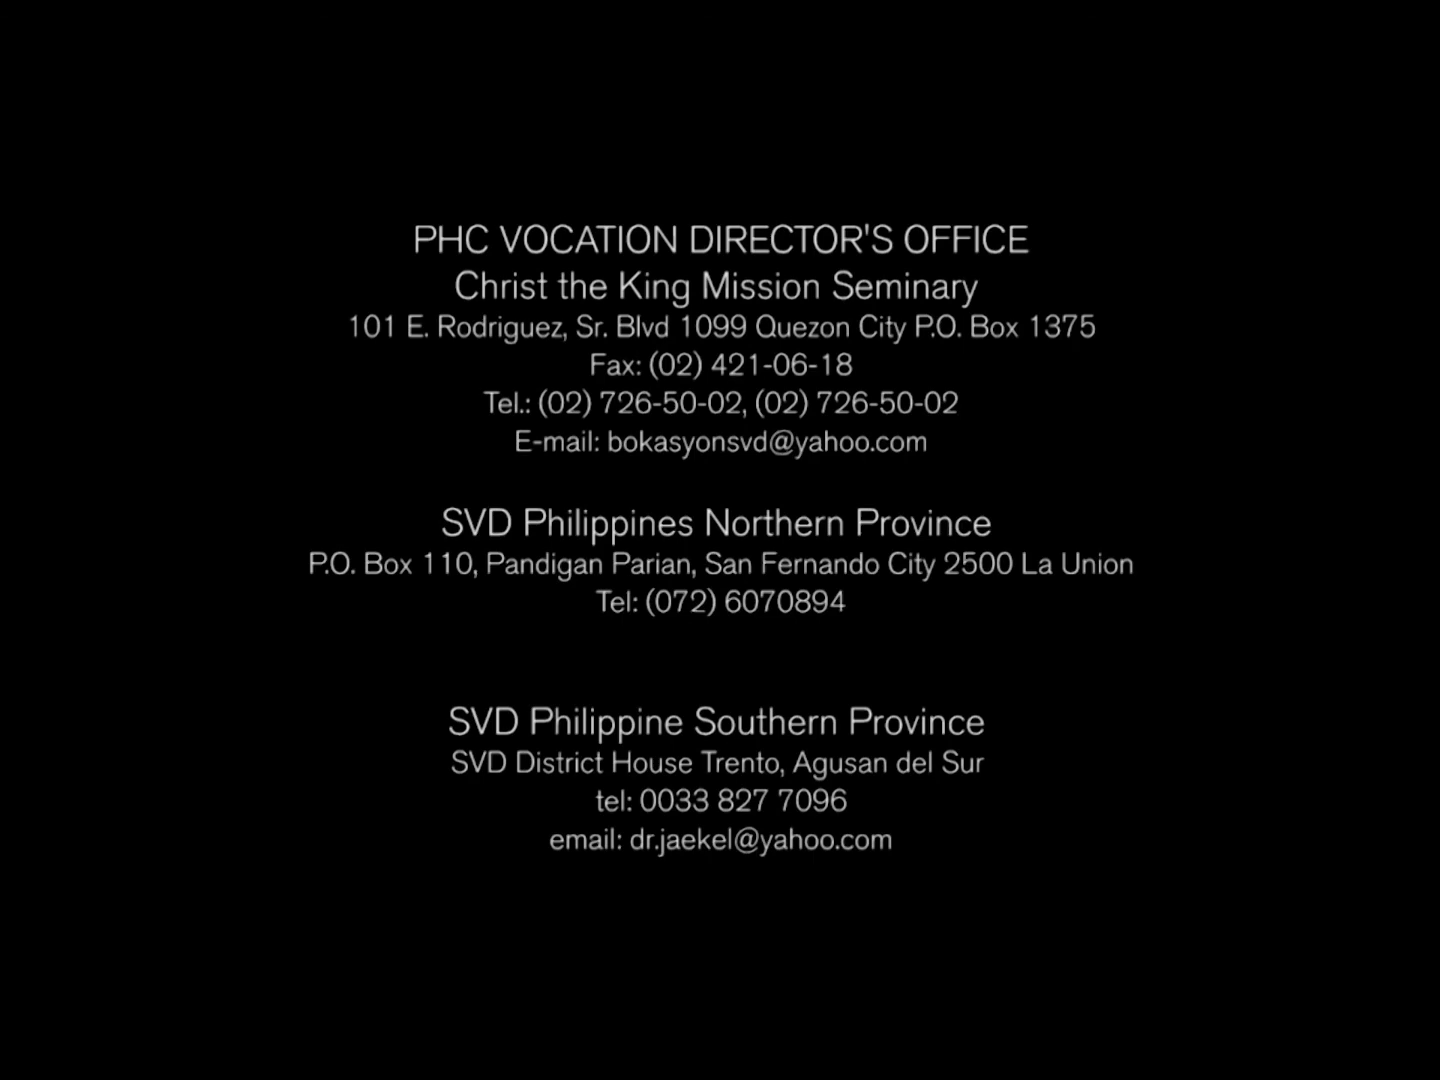 PHC VOCATION DIRECTOR'S OFFICE
Christ the King Mission Seminary
101 E. Rodriguez, Sr. Blvd 1099 Quezon City P.O. Box 1375
Fax: (02) 421-06-18
Tel.: (02) 726-50-02, (02) 726-50-02
E-mail: bokasyonsvd@yahoo.com
SVD Philippines Northern Province
P.O. Box 110, Pandigan Parian, San Fernando City 2500 La Union
Tel: (072) 6070894
SVD Philippine Southern Province
SVD District House Trento, Agusan del Sur
tel: 0033 827 7096
email: dr.jaekel@yahoo.com